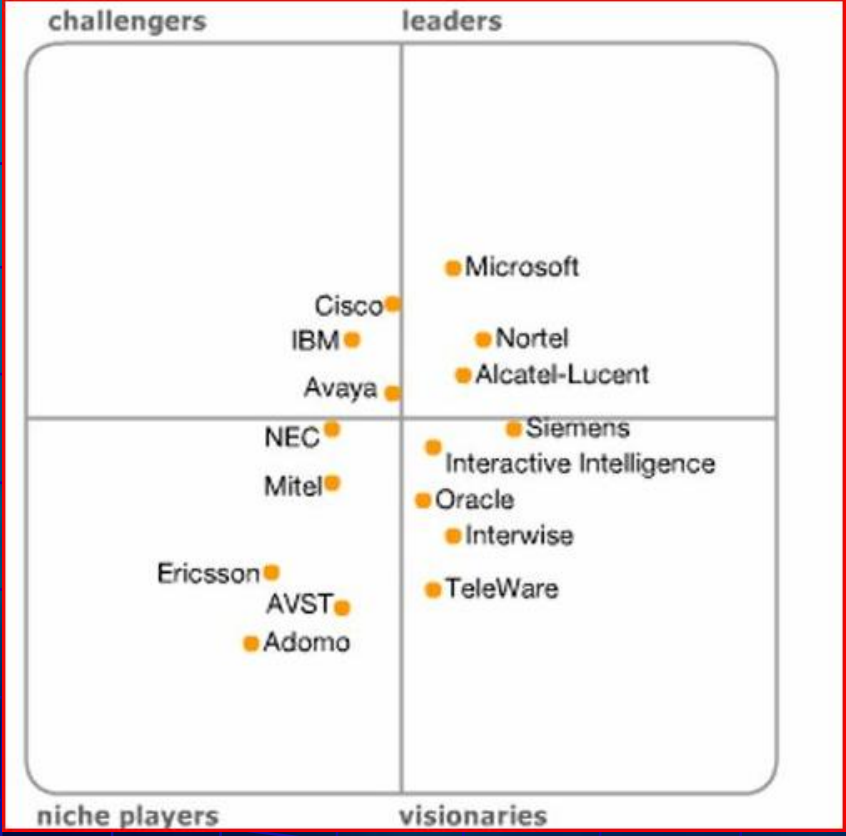 challengers
leaders
Microsoft
Cisco
IBM
Nortel
Alcatel-Lucent
Avaya
NEC
Siemens
Interactive Intelligence
Mitel
Oracle
Interwise
Ericsson
TeleWare
AVST
Adomo
niche players
visionaries